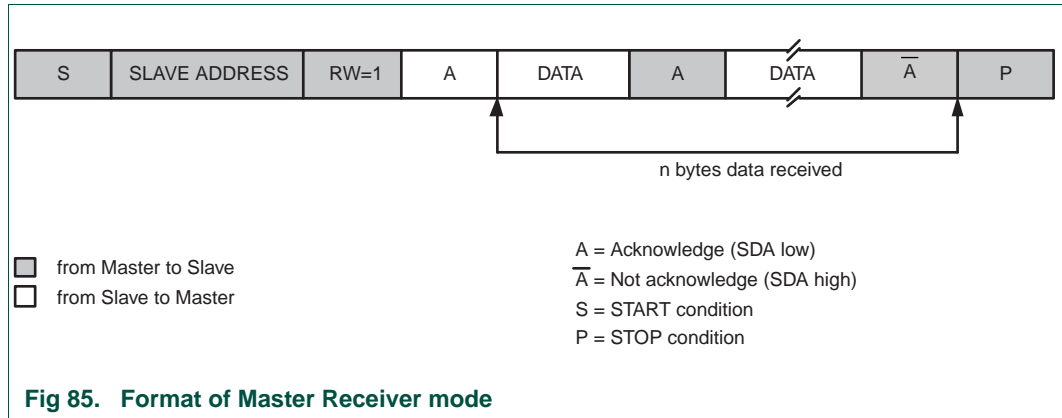 S SLAVE ADDRESS RW=1 A DATA A DATA A̅ P
n bytes data received
from Master to Slave
from Slave to Master
A = Acknowledge (SDA low)
A̅ = Not acknowledge (SDA high)
S = START condition
P = STOP condition
Fig 85. Format of Master Receiver mode